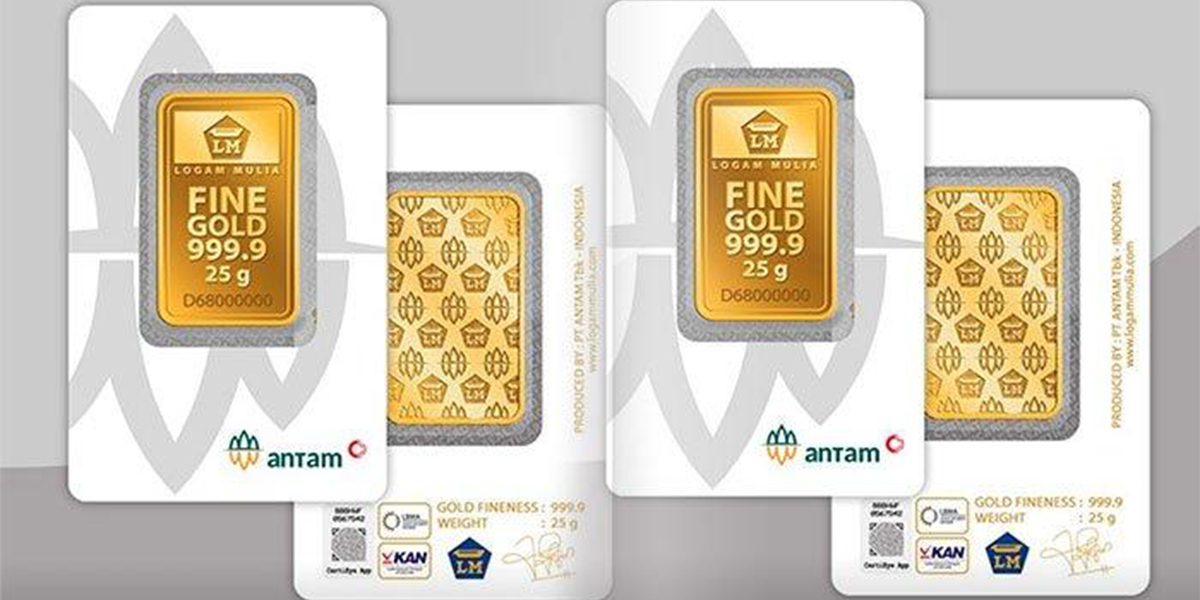 LM
LOGAM MULIA
FINE
GOLD
999.9
25 g
D68000000
antam
PRODUCED BY : PT ANTAM Tbk - INDONESIA
www.logammulia.com
LBMA
KAN
CertiEye App
GOLD FINENESS : 999.9
WEIGHT : 25 g
LM
LM
LOGAM MULIA
FINE
GOLD
999.9
25 g
D68000000
antam
PRODUCED BY : PT ANTAM Tbk - INDONESIA
www.logammulia.com
LBMA
KAN
CertiEye App
GOLD FINENESS : 999.9
WEIGHT : 25 g
LM